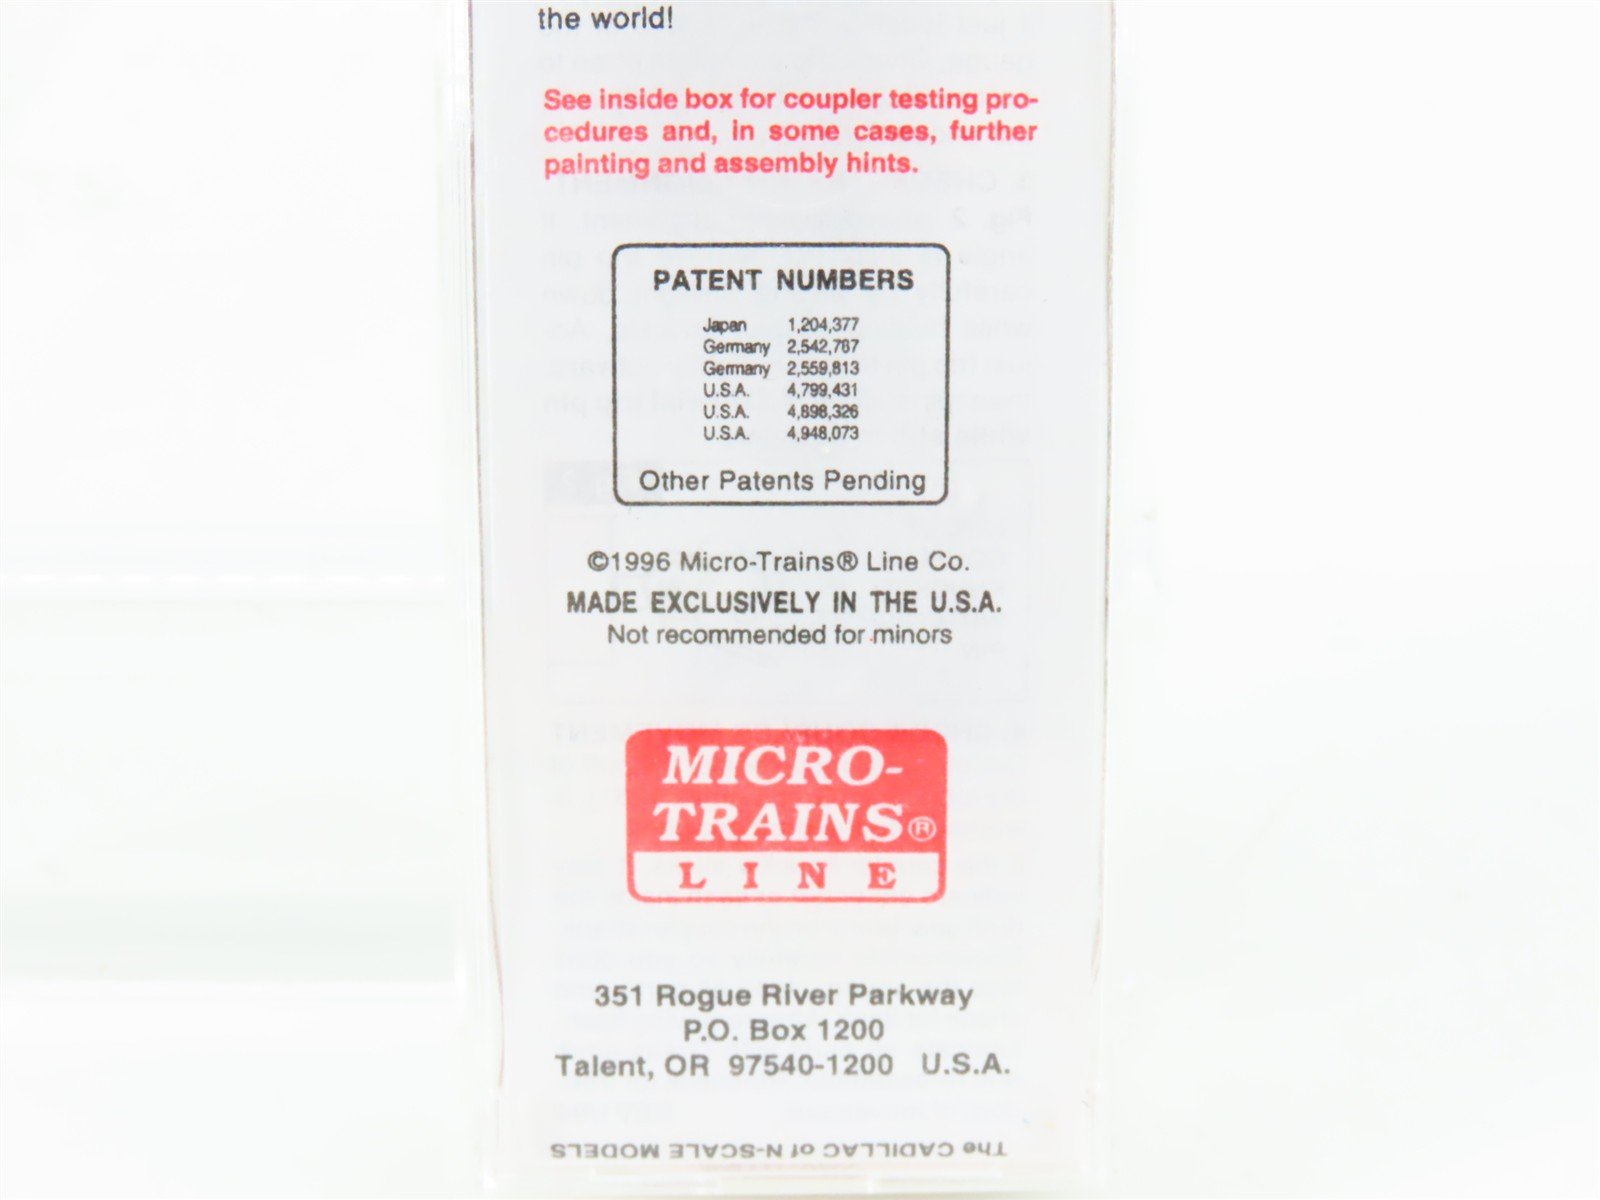 the world!
See inside box for coupler testing pro-
cedures and, in some cases, further
painting and assembly hints.
PATENT NUMBERS
Japan 1,204,377
Germany 2,542,787
Germany 2,559,813
U.S.A. 4,799,431
U.S.A. 4,898,326
U.S.A. 4,948,073
Other Patents Pending
©1996 Micro-Trains® Line Co.
MADE EXCLUSIVELY IN THE U.S.A.
Not recommended for minors
MICRO-
TRAINS®
LINE
351 Rogue River Parkway
P.O. Box 1200
Talent, OR 97540-1200 U.S.A.
The CADILLAC of N-SCALE MODELS